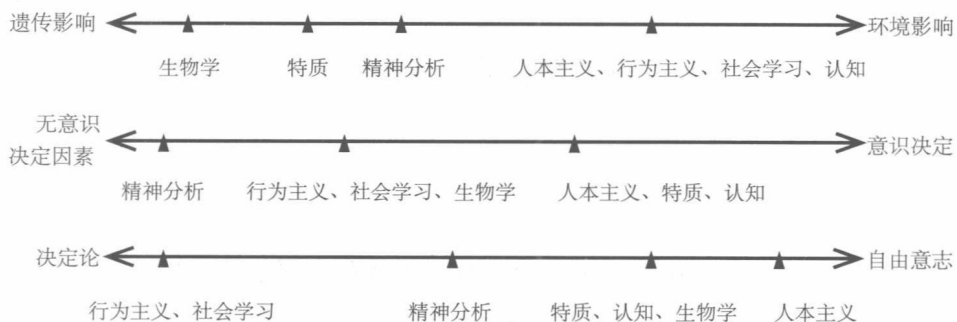 遗传影响 环境影响
生物学 特质 精神分析 人本主义、行为主义、社会学习、认知
无意识
决定因素 意识决定
精神分析 行为主义、社会学习、生物学 人本主义、特质、认知
决定论 自由意志
行为主义、社会学习 精神分析 特质、认知、生物学 人本主义